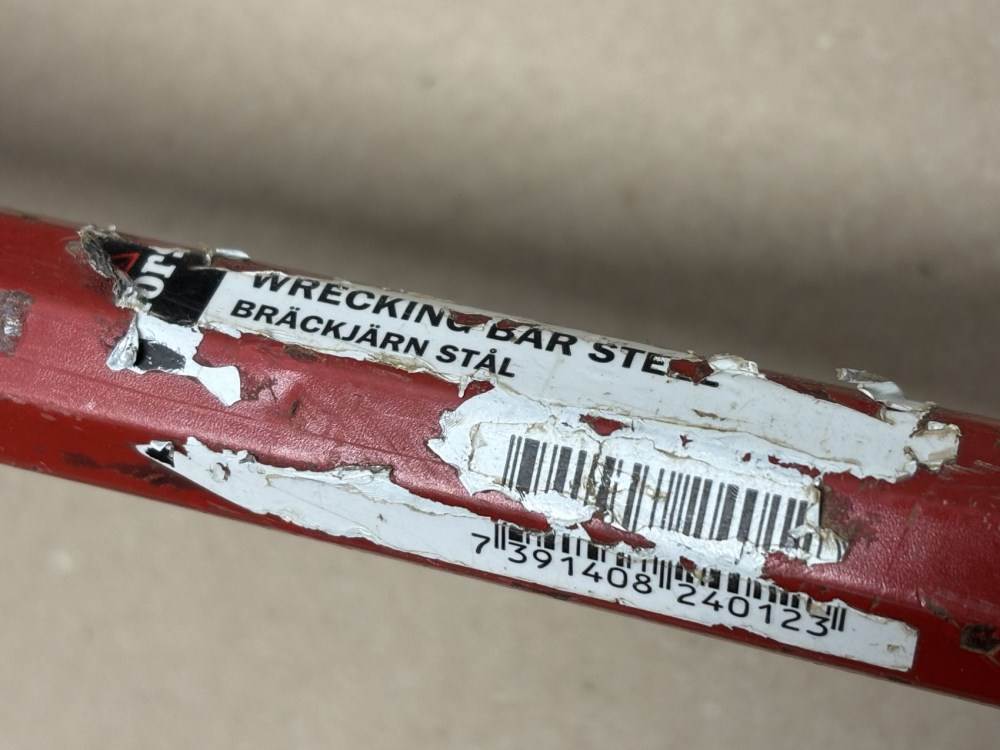 WRECKING BAR STEEL
BRÄCKJÄRN STÅL
7 391408 240123